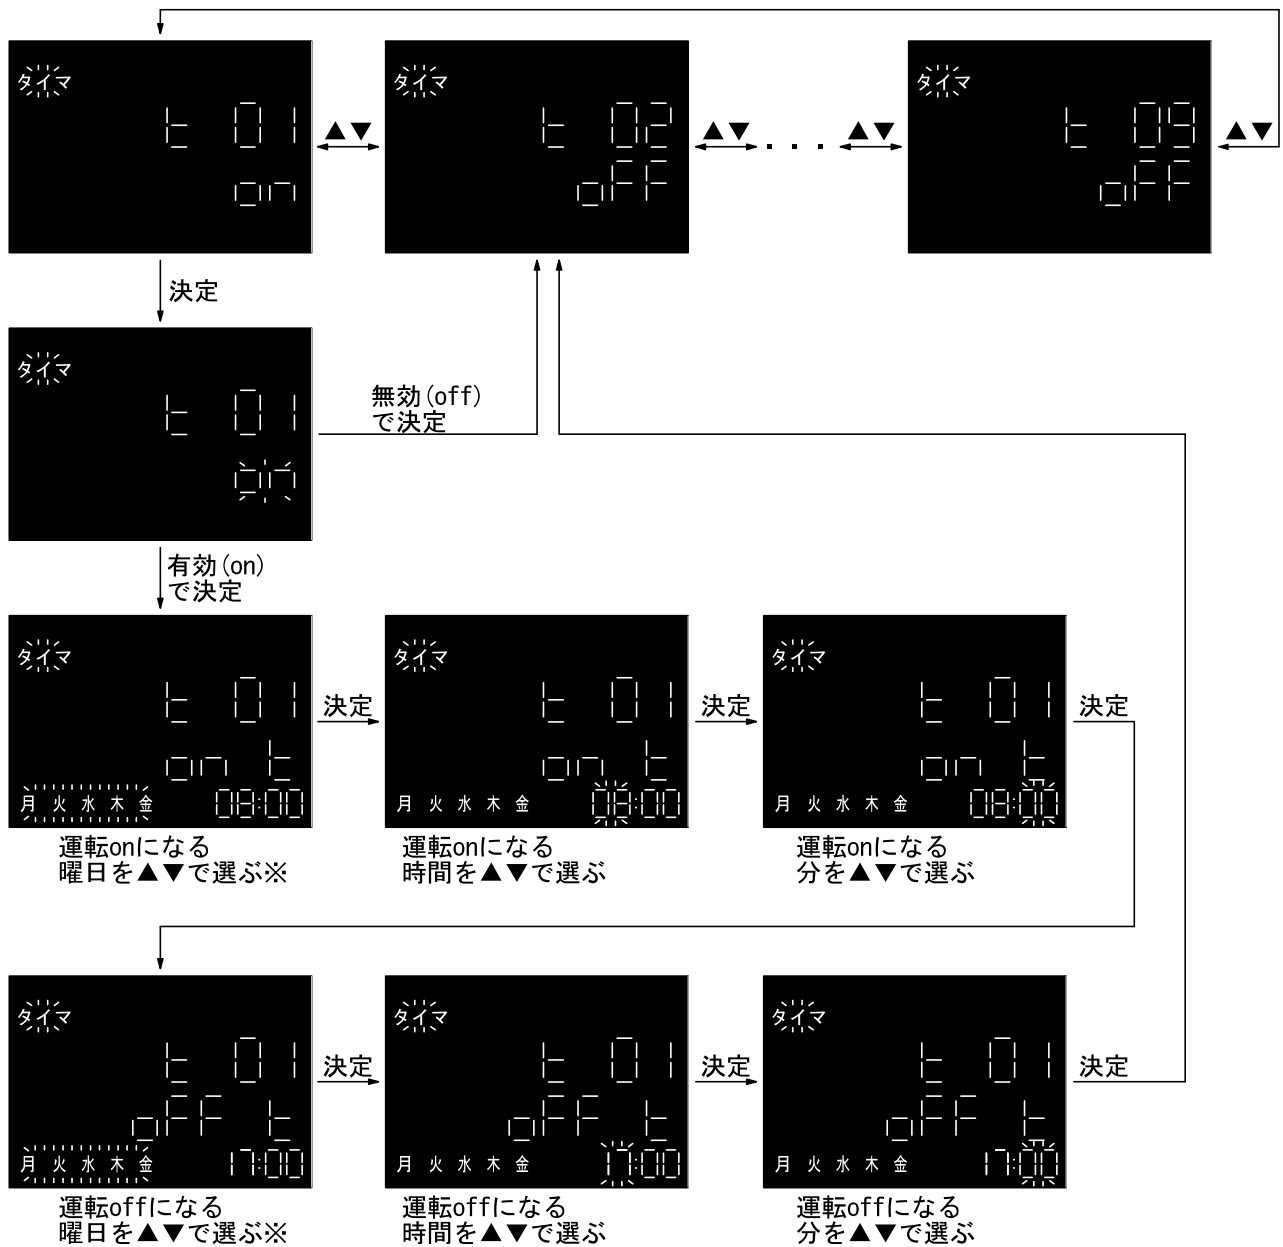 タイマ
t 01
on
▲▼
タイマ
t 02
oFF
▲▼
・・・
▲▼
タイマ
t 09
oFF
▲▼
決定
タイマ
t 01
on
無効(off)
で決定
有効(on)
で決定
タイマ
t 01
on t
月 火 水 木 金 08:00
運転onになる
曜日を▲▼で選ぶ※
決定
タイマ
t 01
on t
月 火 水 木 金 08:00
運転onになる
時間を▲▼で選ぶ
決定
タイマ
t 01
on t
月 火 水 木 金 08:00
運転onになる
分を▲▼で選ぶ
決定
タイマ
t 01
oFF t
月 火 水 木 金 17:00
運転offになる
曜日を▲▼で選ぶ※
決定
タイマ
t 01
oFF t
月 火 水 木 金 17:00
運転offになる
時間を▲▼で選ぶ
決定
タイマ
t 01
oFF t
月 火 水 木 金 17:00
運転offになる
分を▲▼で選ぶ
決定